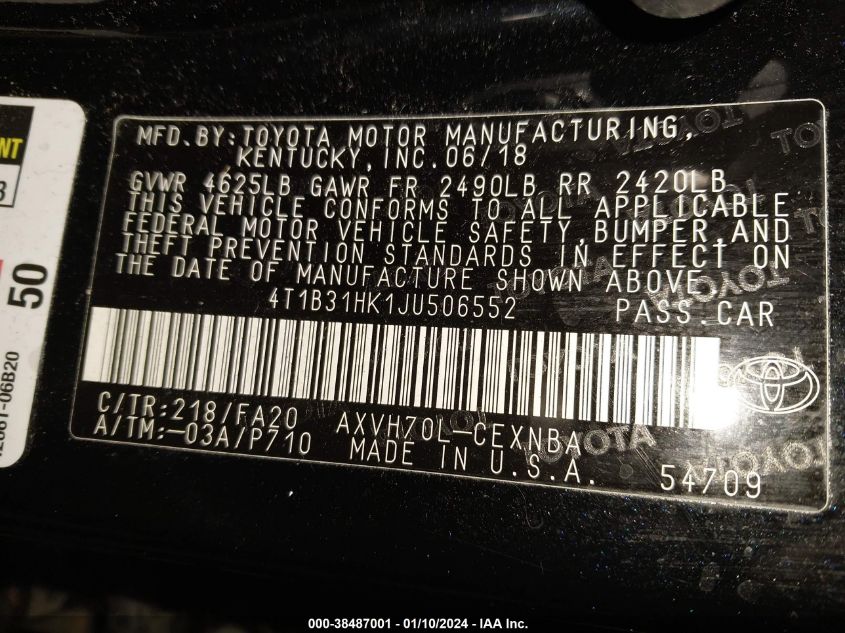 MFD.BY:TOYOTA MOTOR MANUFACTURING,
KENTUCKY,INC.06/18
GVWR 4625LB GAWR FR 2490LB RR 2420LB
THIS VEHICLE CONFORMS TO ALL APPLICABLE
FEDERAL MOTOR VEHICLE SAFETY,BUMPER,AND
THEFT PREVENTION STANDARDS IN EFFECT ON
THE DATE OF MANUFACTURE SHOWN ABOVE.
4T1B31HK1JU506552 PASS.CAR
C/TR:218/FA20 AXVH70L-CEXNBA
A/TM:-03A/P710 MADE IN U.S.A.
54709
TOYOTA
TOYOTA
TOYOTA
50
000-38487001 - 01/10/2024 - IAA Inc.